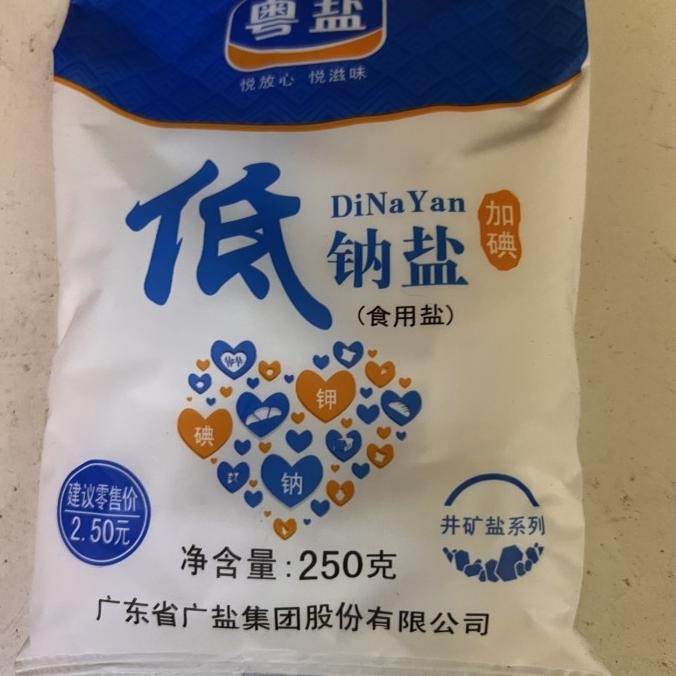 粤盐
悦放心 悦滋味
低
DiNaYan
钠盐
加碘
(食用盐)
钾
碘
钠
建议零售价
2.50元
井矿盐系列
净含量:250克
广东省广盐集团股份有限公司